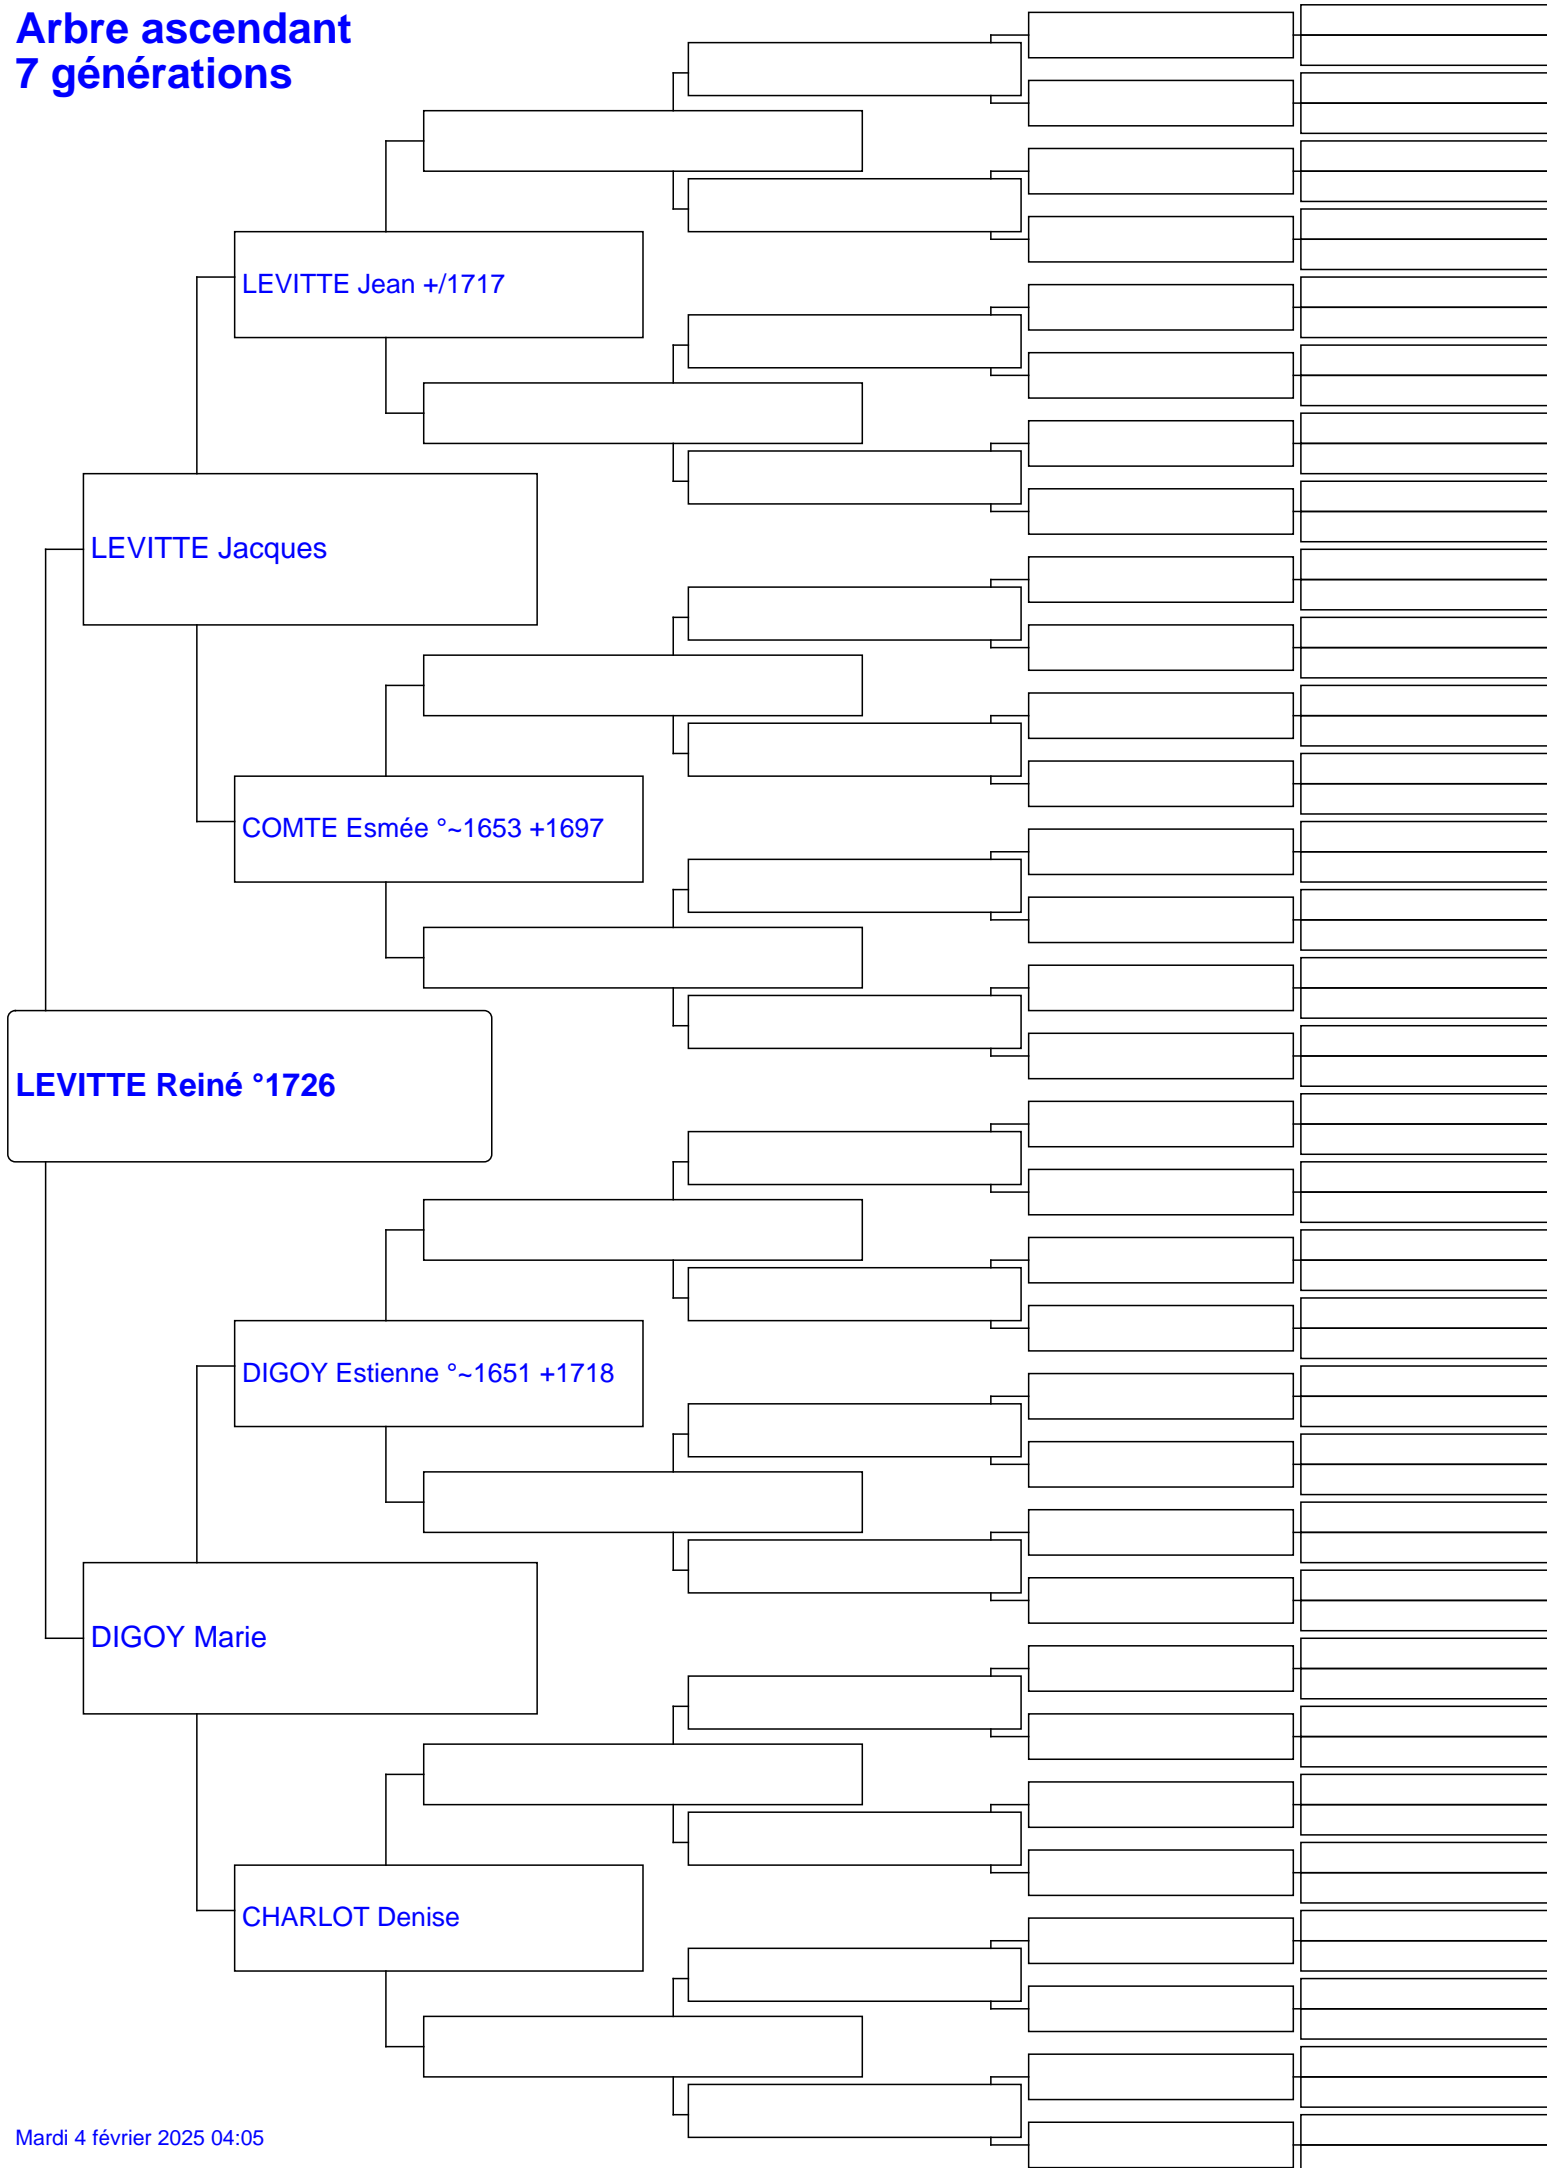 Arbre ascendant
7 générations
LEVITTE Jean +/1717
LEVITTE Jacques
COMTE Esmée °~1653 +1697
LEVITTE Reiné °1726
DIGOY Estienne °~1651 +1718
DIGOY Marie
CHARLOT Denise
Mardi 4 février 2025 04:05